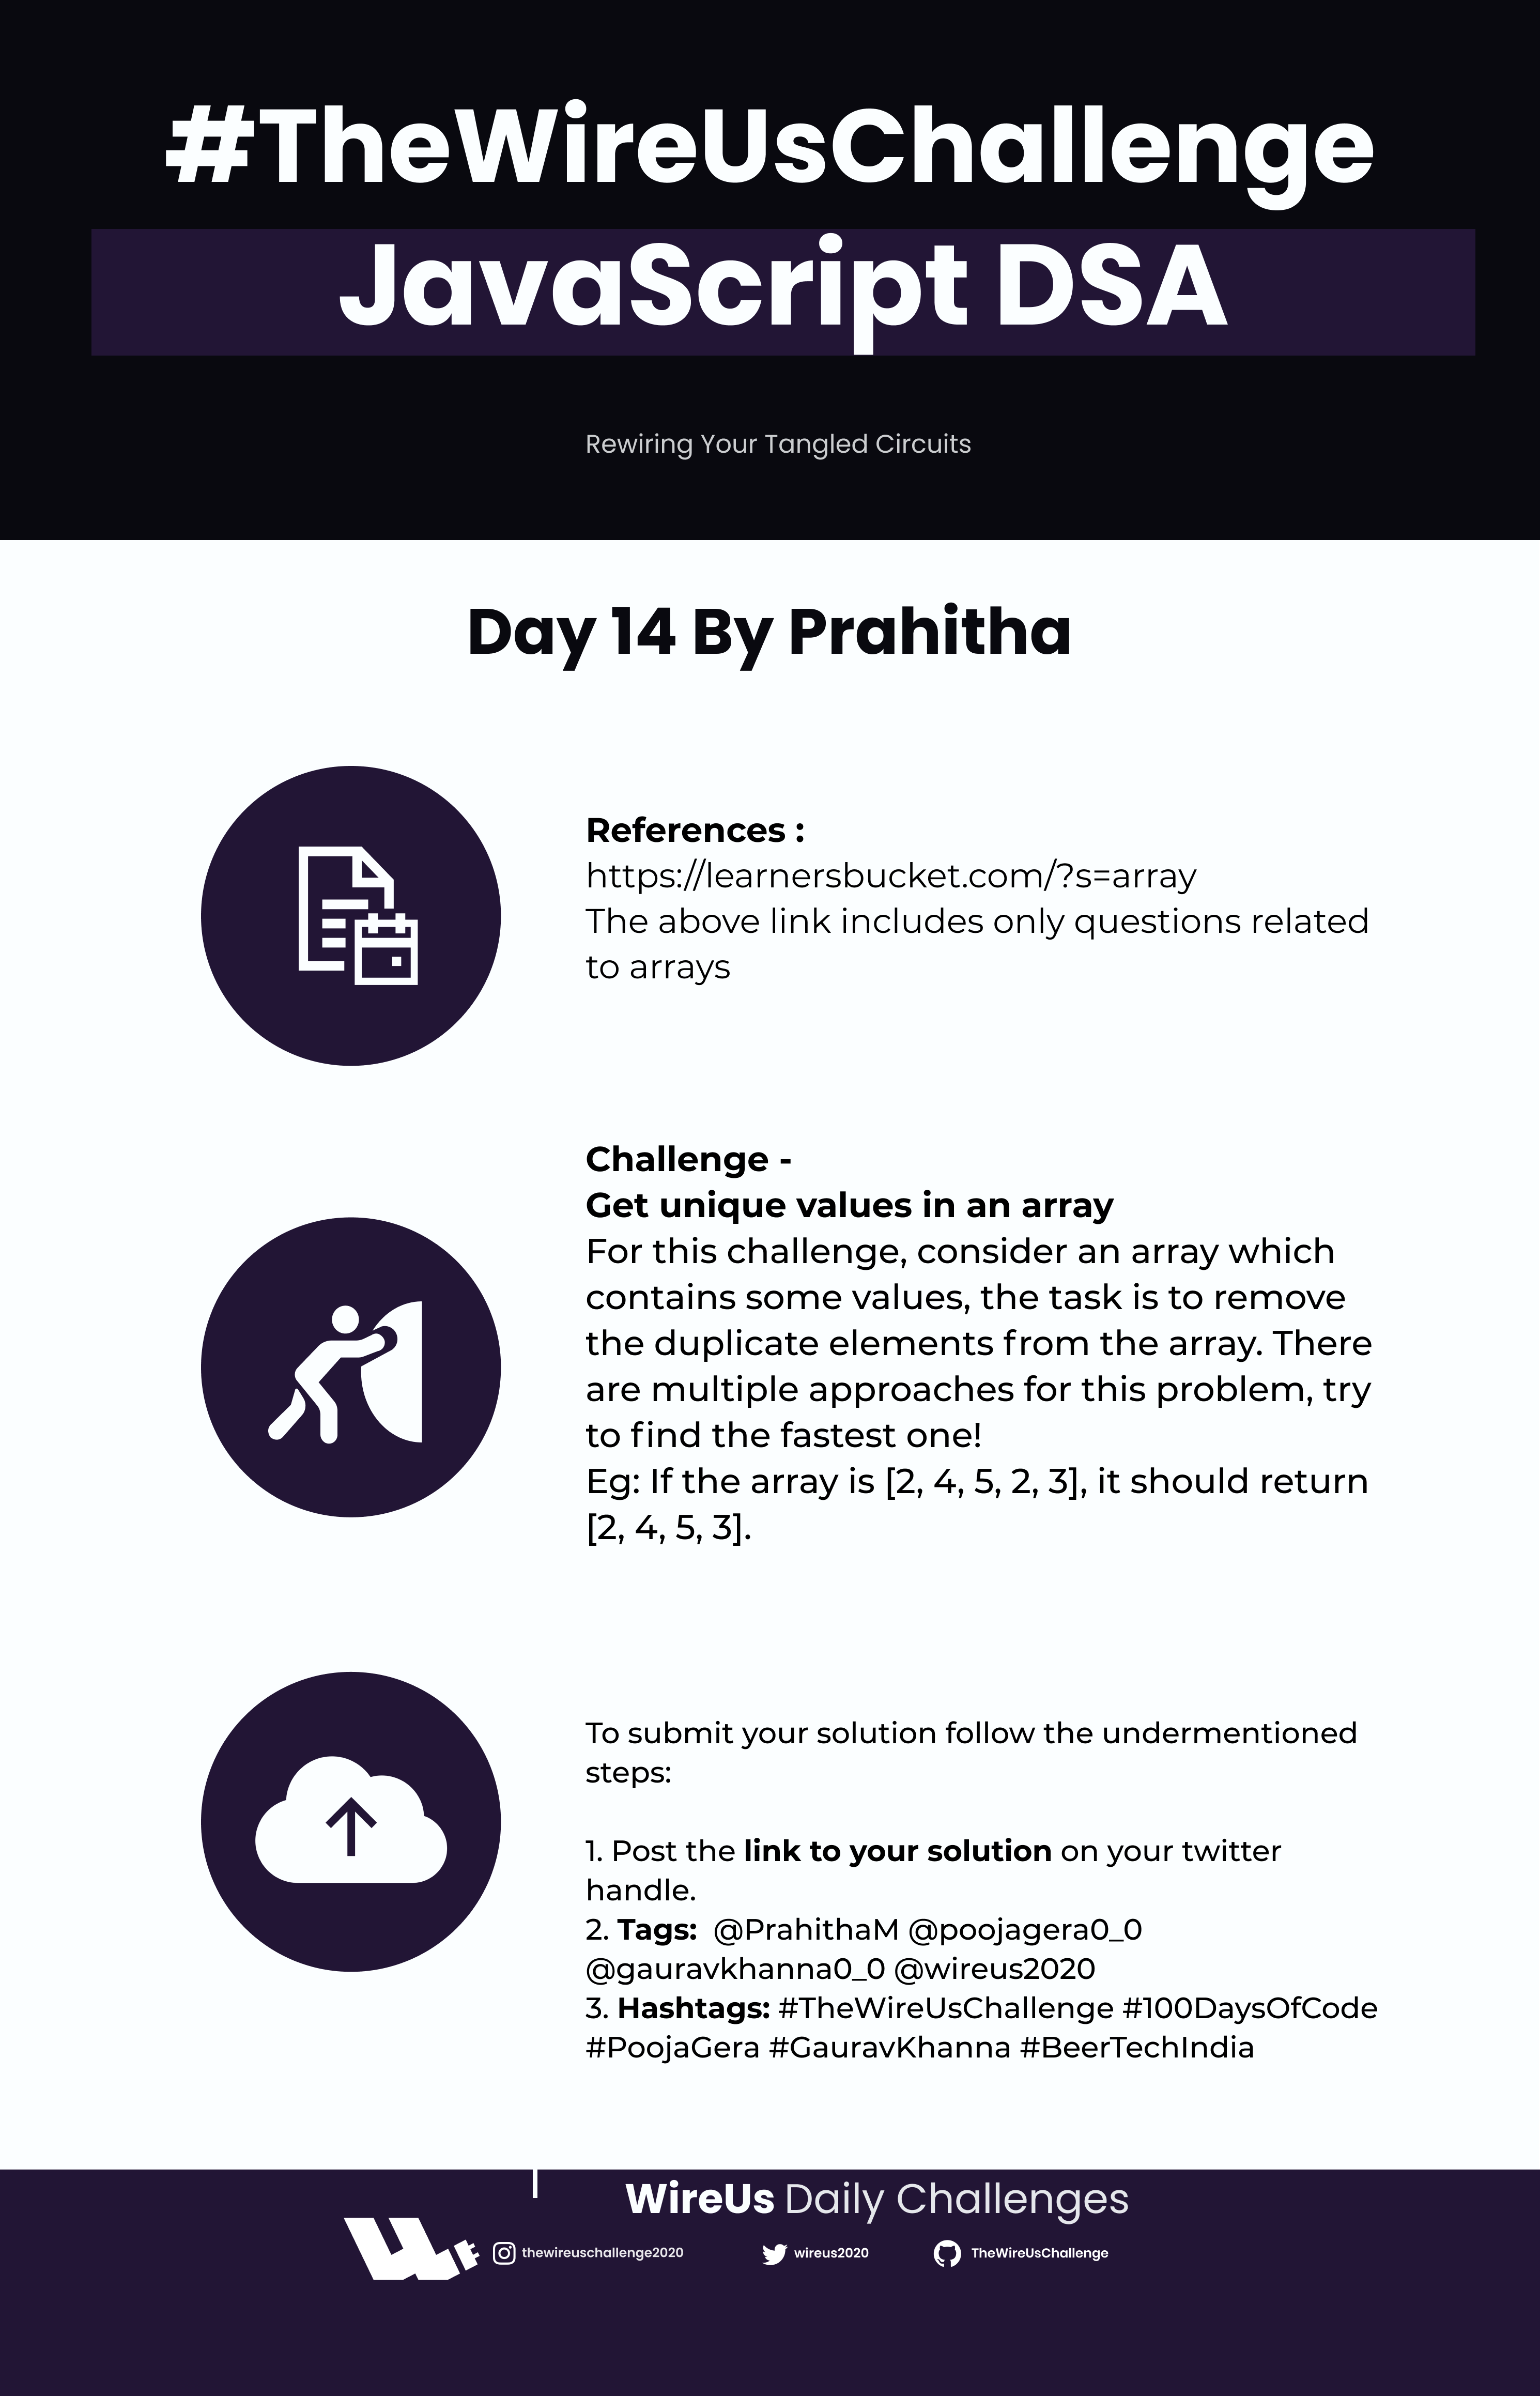 #TheWireUsChallenge
JavaScript DSA
Rewiring Your Tangled Circuits
Day 14 By Prahitha
References :
https://learnersbucket.com/?s=array
The above link includes only questions related
to arrays
Challenge -
Get unique values in an array
For this challenge, consider an array which
contains some values, the task is to remove
the duplicate elements from the array. There
are multiple approaches for this problem, try
to find the fastest one!
Eg: If the array is [2, 4, 5, 2, 3], it should return
[2, 4, 5, 3].
To submit your solution follow the undermentioned
steps:
1. Post the link to your solution on your twitter
handle.
2. Tags: @PrahithaM @poojagera0_0
@gauravkhanna0_0 @wireus2020
3. Hashtags: #TheWireUsChallenge #100DaysOfCode
#PoojaGera #GauravKhanna #BeerTechIndia
WireUs Daily Challenges
thewireuschallenge2020 wireus2020 TheWireUsChallenge